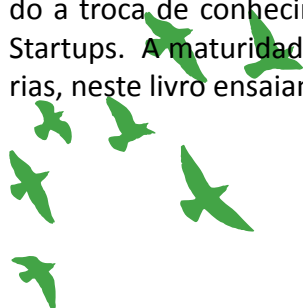 do a troca de conheci
Startups. A maturidad
rias, neste livro ensaiar